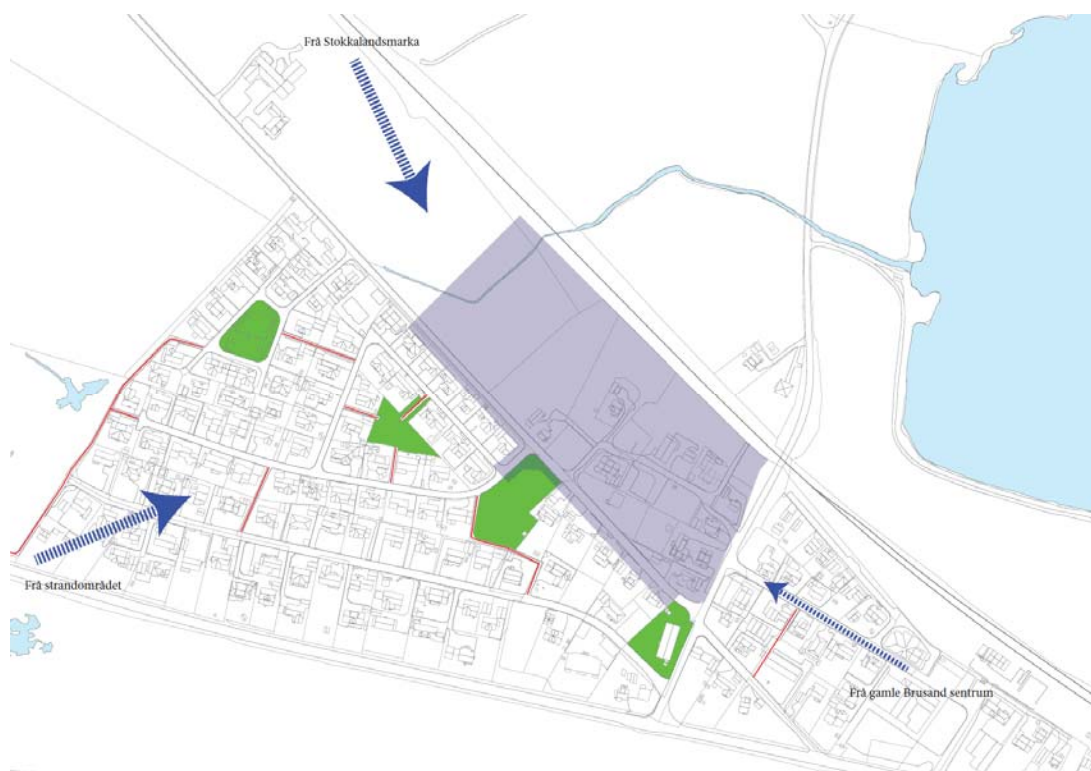 Frå Stokkalandsmarka
Frå strandområdet
Frå gamle Brusand sentrum